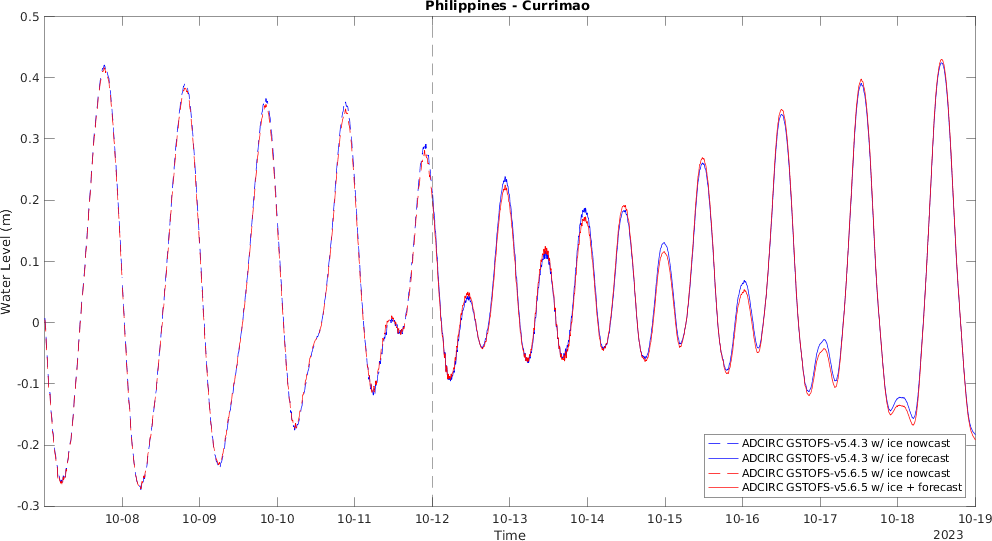 Philippines - Currimao
0.5
0.4
0.3
0.2
0.1
0
-0.1
-0.2
-0.3
Water Level (m)
ADCIRC GSTOFS-v5.4.3 w/ ice nowcast
ADCIRC GSTOFS-v5.4.3 w/ ice forecast
ADCIRC GSTOFS-v5.6.5 w/ ice nowcast
ADCIRC GSTOFS-v5.6.5 w/ ice + forecast
10-08 10-09 10-10 10-11 10-12 10-13 10-14 10-15 10-16 10-17 10-18 10-19
Time
2023